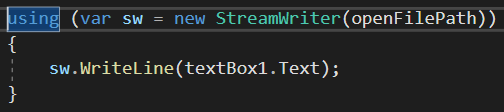 using (var sw = new StreamWriter(openFilePath))
{
sw.WriteLine(textBox1.Text);
}